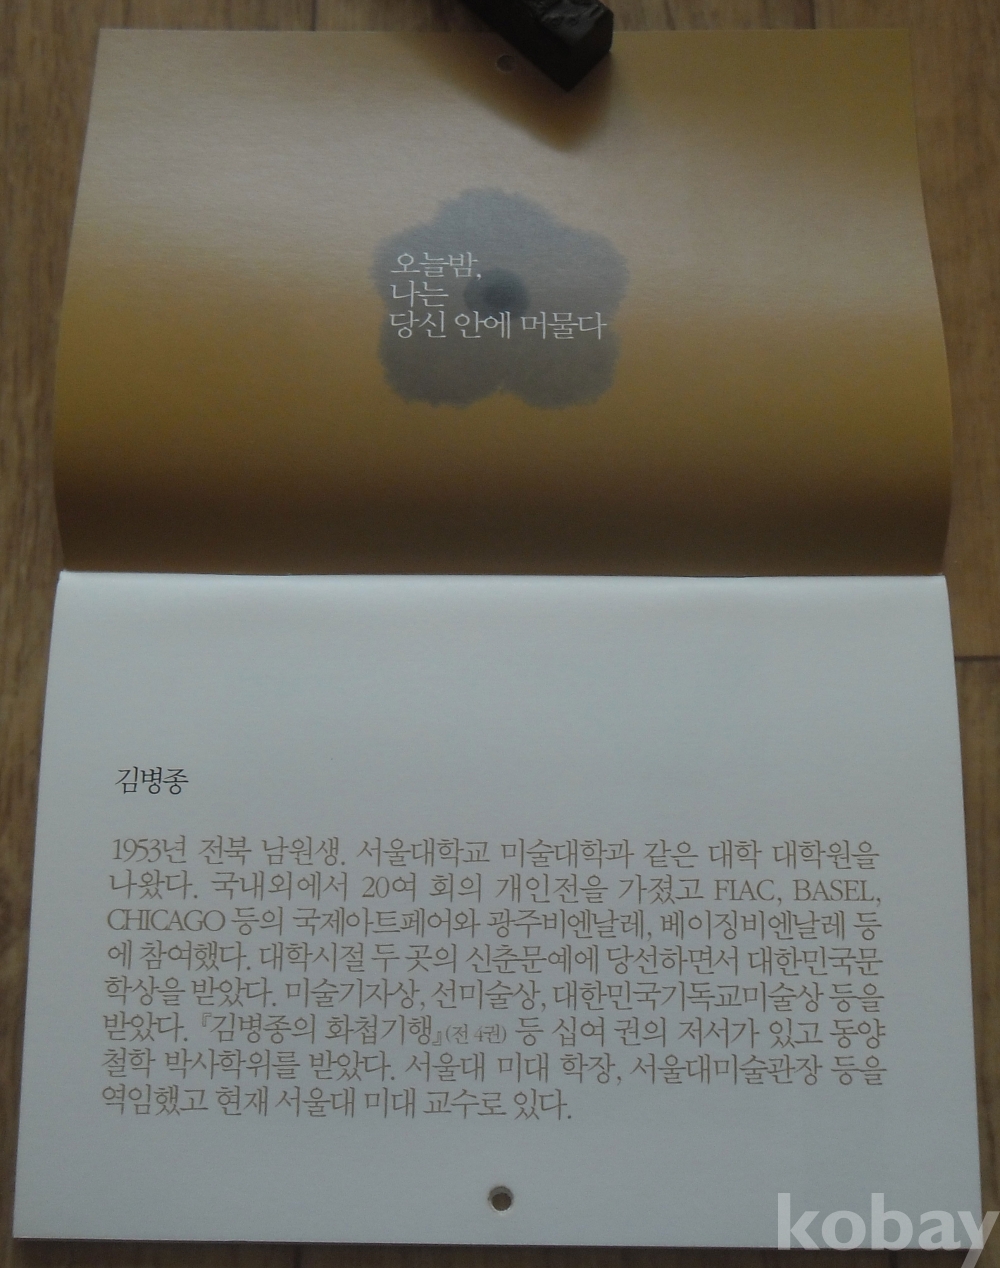 오늘밤,
나는
당신 안에 머물다
김병종
1953년 전북 남원생. 서울대학교 미술대학과 같은 대학 대학원을
나왔다. 국내외에서 20여 회의 개인전을 가졌고 FIAC, BASEL,
CHICAGO 등의 국제아트페어와 광주비엔날레, 베이징비엔날레 등
에 참여했다. 대학시절 두 곳의 신춘문예에 당선하면서 대한민국문
학상을 받았다. 미술기자상, 선미술상, 대한민국기독교미술상 등을
받았다. 『김병종의 화첩기행』(전 4권) 등 십여 권의 저서가 있고 동양
철학 박사학위를 받았다. 서울대 미대 학장, 서울대미술관장 등을
역임했고 현재 서울대 미대 교수로 있다.
kobay